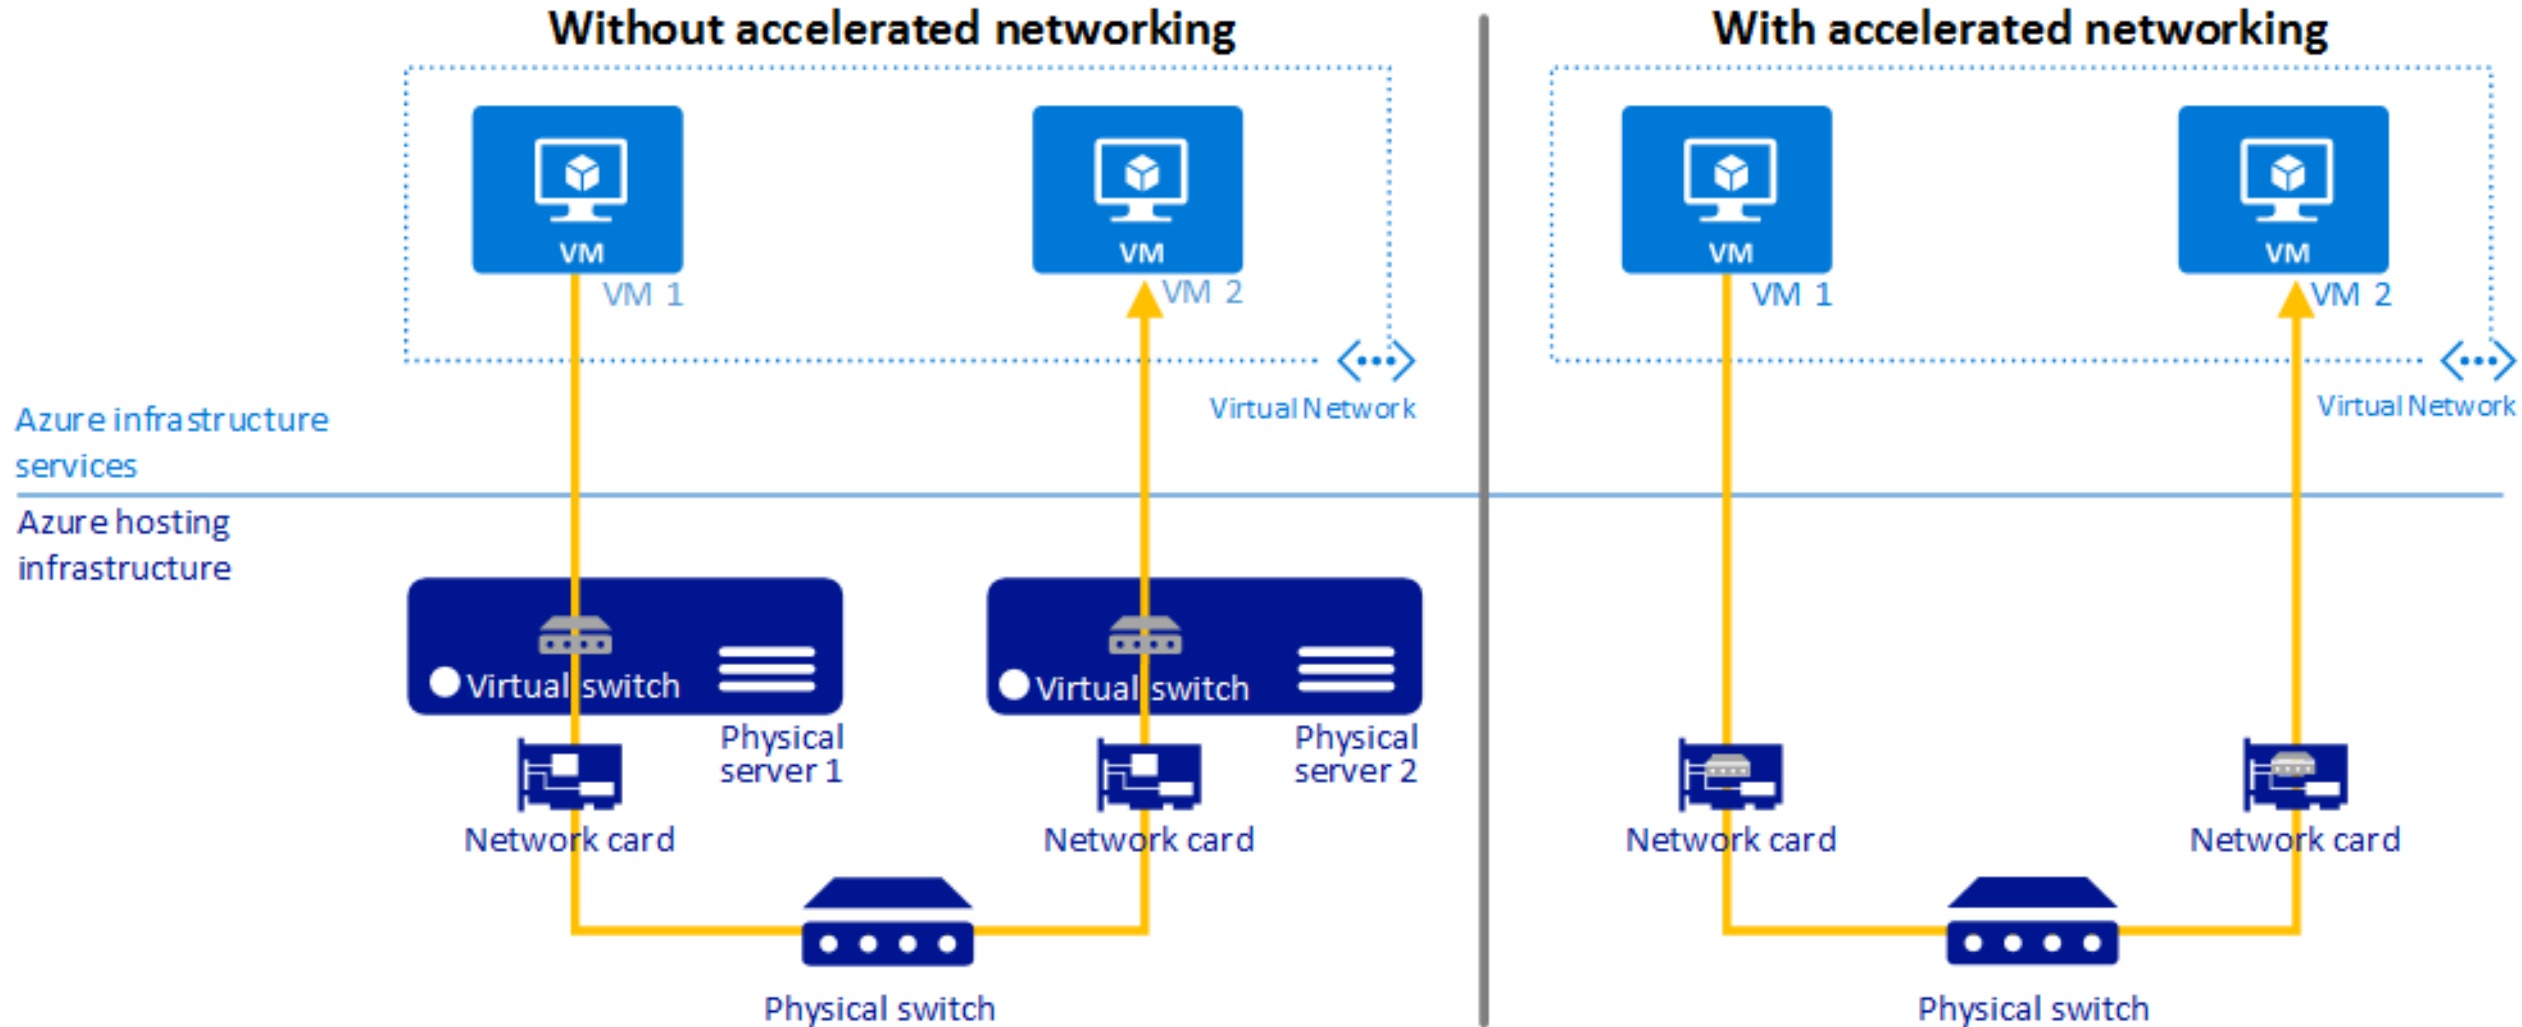 Without accelerated networking
With accelerated networking
VM
VM 1
VM
VM 2
Virtual Network
VM
VM 1
VM
VM 2
Virtual Network
Azure infrastructure
services
Azure hosting
infrastructure
Virtual switch
Physical
server 1
Virtual switch
Physical
server 2
Network card
Network card
Network card
Network card
Physical switch
Physical switch